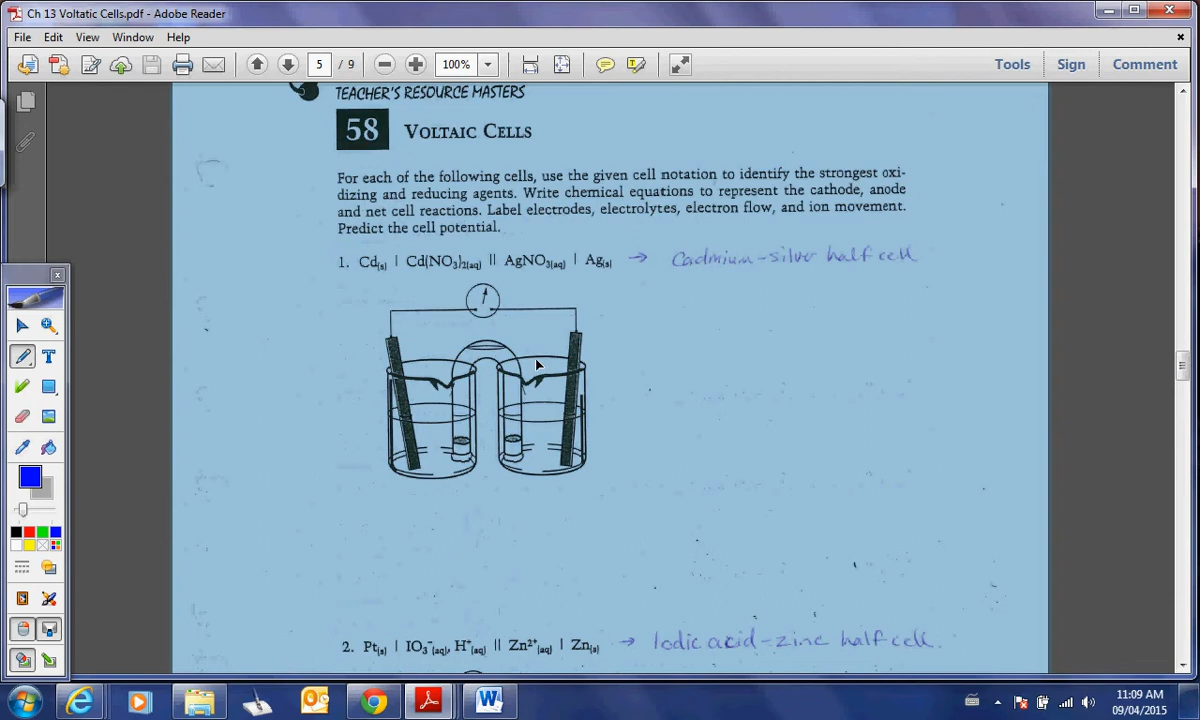 Ch 13 Voltatic Cells.pdf - Adobe Reader
File Edit View Window Help
5 / 9 100% Tools Sign Comment
TEACHER'S RESOURCE MASTERS
58 VOLTAIC CELLS
For each of the following cells, use the given cell notation to identify the strongest oxi-
dizing and reducing agents. Write chemical equations to represent the cathode, anode
and net cell reactions. Label electrodes, electrolytes, electron flow, and ion movement.
Predict the cell potential.
1. Cd(s) | Cd(NO3)2(aq) || AgNO3(aq) | Ag(s) → Cadmium-silver half cell
2. Pt(s) | IO3⁻(aq), H⁺(aq) || Zn²⁺(aq) | Zn(s) → Iodic acid-zinc half cell.
11:09 AM
09/04/2015